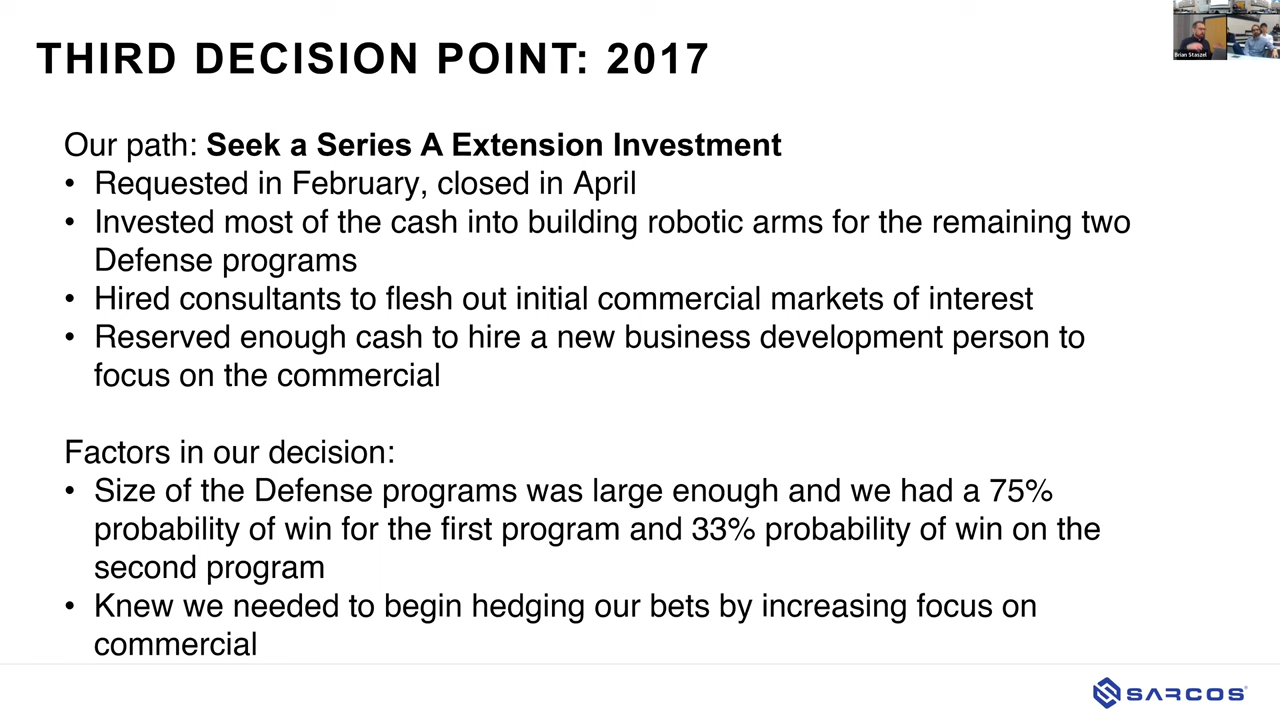 THIRD DECISION POINT: 2017
Brian Staszel
Our path: Seek a Series A Extension Investment
• Requested in February, closed in April
• Invested most of the cash into building robotic arms for the remaining two
Defense programs
• Hired consultants to flesh out initial commercial markets of interest
• Reserved enough cash to hire a new business development person to
focus on the commercial
Factors in our decision:
• Size of the Defense programs was large enough and we had a 75%
probability of win for the first program and 33% probability of win on the
second program
• Knew we needed to begin hedging our bets by increasing focus on
commercial
SARCOS